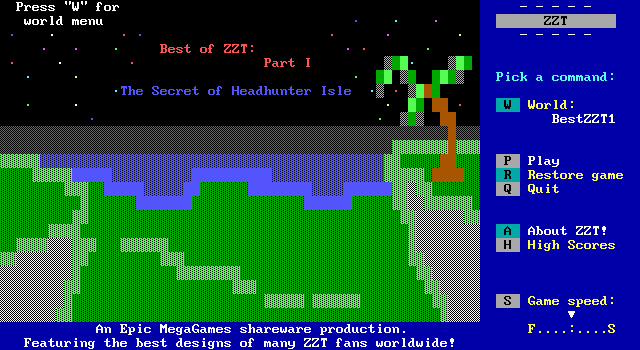 Press "W" for
world menu
Best of ZZT:
Part I
The Secret of Headhunter Isle
An Epic MegaGames shareware production.
Featuring the best designs of many ZZT fans worldwide!
- - - - -
ZZT
- - - - -
Pick a command:
W World:
BestZZT1
P Play
R Restore game
Q Quit
A About ZZT!
H High Scores
S Game speed:
F....:....S